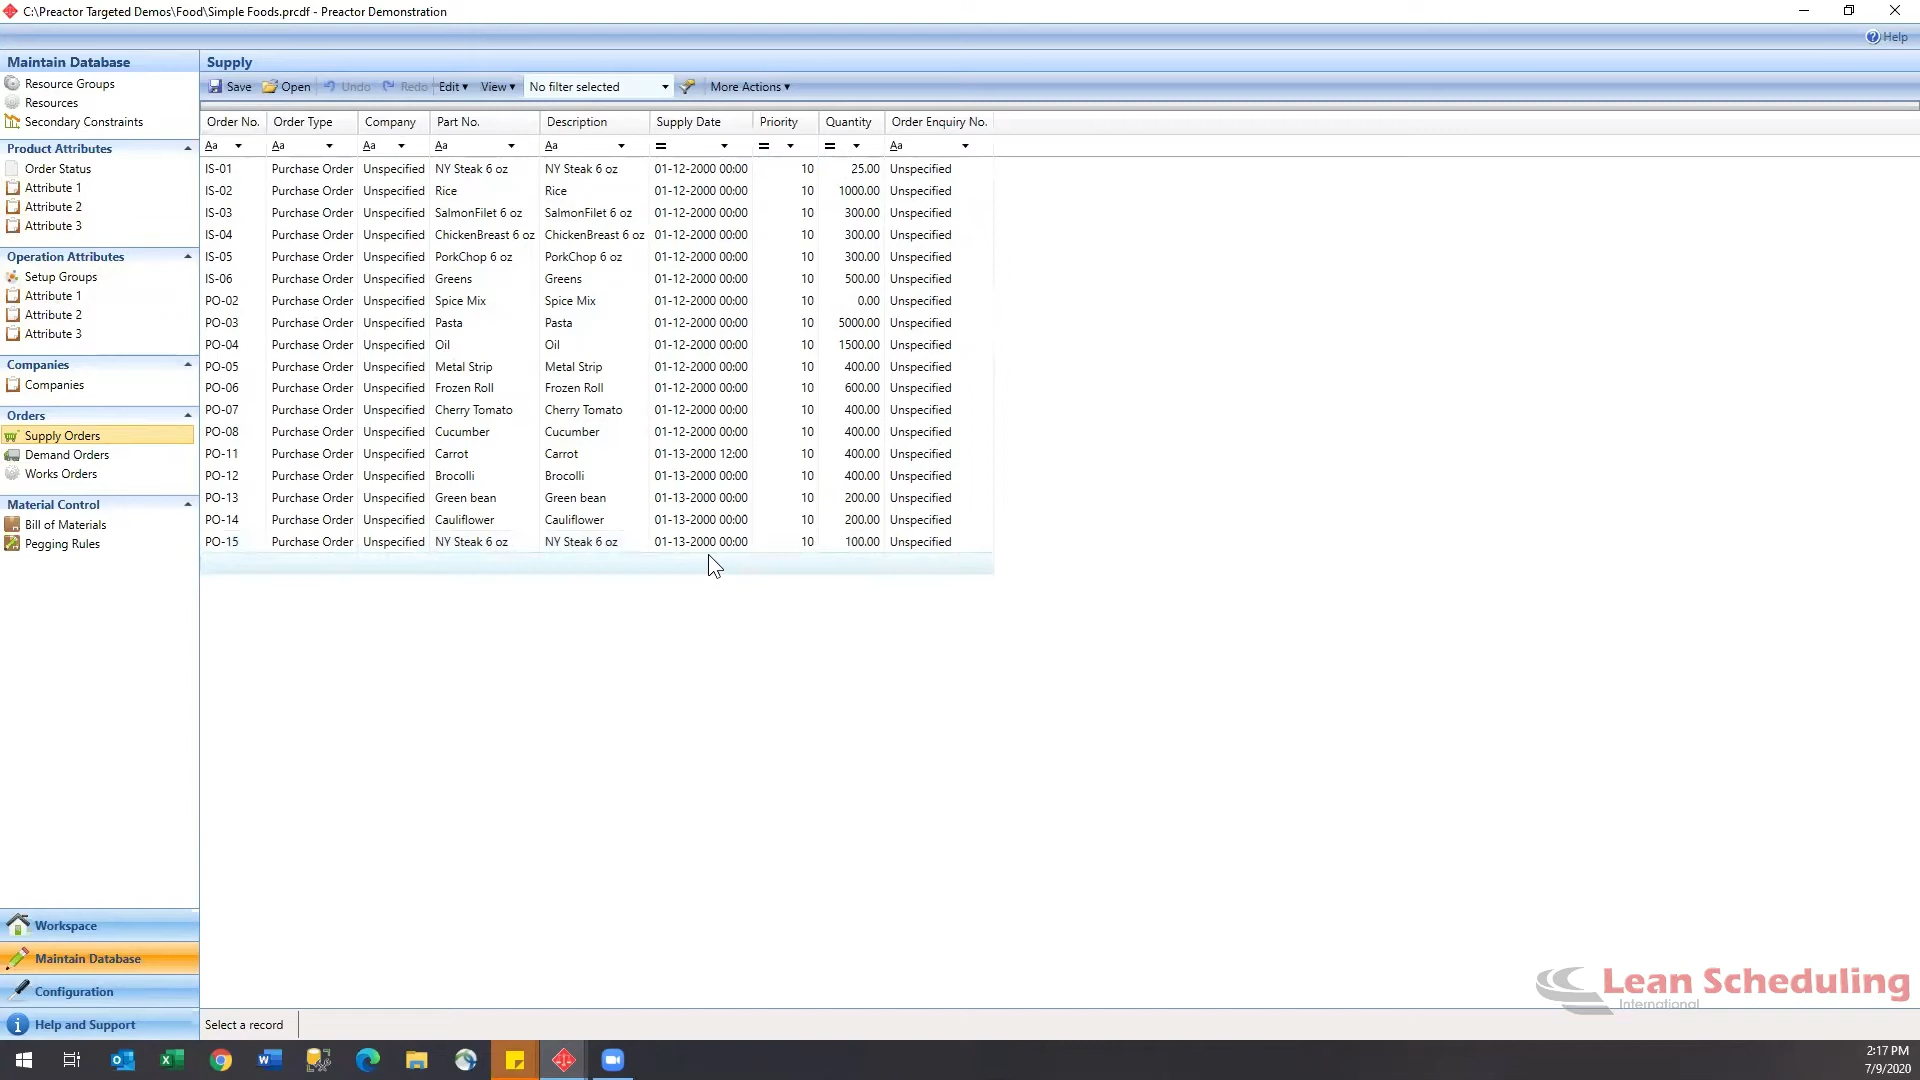 C:\Preactor Targeted Demos\Food\Simple Foods.prcdf - Preactor Demonstration
Help
Maintain Database
Resource Groups
Resources
Secondary Constraints
Product Attributes
Order Status
Attribute 1
Attribute 2
Attribute 3
Operation Attributes
Setup Groups
Attribute 1
Attribute 2
Attribute 3
Companies
Companies
Orders
Supply Orders
Demand Orders
Works Orders
Material Control
Bill of Materials
Pegging Rules
Workspace
Maintain Database
Configuration
Help and Support
Supply
Save Open Undo Redo Edit View No filter selected More Actions
Order No. Order Type Company Part No. Description Supply Date Priority Quantity Order Enquiry No.
Aa Aa Aa Aa Aa = = = Aa
IS-01 Purchase Order Unspecified NY Steak 6 oz NY Steak 6 oz 01-12-2000 00:00 10 25.00 Unspecified
IS-02 Purchase Order Unspecified Rice Rice 01-12-2000 00:00 10 1000.00 Unspecified
IS-03 Purchase Order Unspecified SalmonFilet 6 oz SalmonFilet 6 oz 01-12-2000 00:00 10 300.00 Unspecified
IS-04 Purchase Order Unspecified ChickenBreast 6 oz ChickenBreast 6 oz 01-12-2000 00:00 10 300.00 Unspecified
IS-05 Purchase Order Unspecified PorkChop 6 oz PorkChop 6 oz 01-12-2000 00:00 10 300.00 Unspecified
IS-06 Purchase Order Unspecified Greens Greens 01-12-2000 00:00 10 500.00 Unspecified
PO-02 Purchase Order Unspecified Spice Mix Spice Mix 01-12-2000 00:00 10 0.00 Unspecified
PO-03 Purchase Order Unspecified Pasta Pasta 01-12-2000 00:00 10 5000.00 Unspecified
PO-04 Purchase Order Unspecified Oil Oil 01-12-2000 00:00 10 1500.00 Unspecified
PO-05 Purchase Order Unspecified Metal Strip Metal Strip 01-12-2000 00:00 10 400.00 Unspecified
PO-06 Purchase Order Unspecified Frozen Roll Frozen Roll 01-12-2000 00:00 10 600.00 Unspecified
PO-07 Purchase Order Unspecified Cherry Tomato Cherry Tomato 01-12-2000 00:00 10 400.00 Unspecified
PO-08 Purchase Order Unspecified Cucumber Cucumber 01-12-2000 00:00 10 400.00 Unspecified
PO-11 Purchase Order Unspecified Carrot Carrot 01-13-2000 12:00 10 400.00 Unspecified
PO-12 Purchase Order Unspecified Brocolli Brocolli 01-13-2000 00:00 10 400.00 Unspecified
PO-13 Purchase Order Unspecified Green bean Green bean 01-13-2000 00:00 10 200.00 Unspecified
PO-14 Purchase Order Unspecified Cauliflower Cauliflower 01-13-2000 00:00 10 200.00 Unspecified
PO-15 Purchase Order Unspecified NY Steak 6 oz NY Steak 6 oz 01-13-2000 00:00 10 100.00 Unspecified
Lean Scheduling
International
Select a record
2:17 PM
7/9/2020